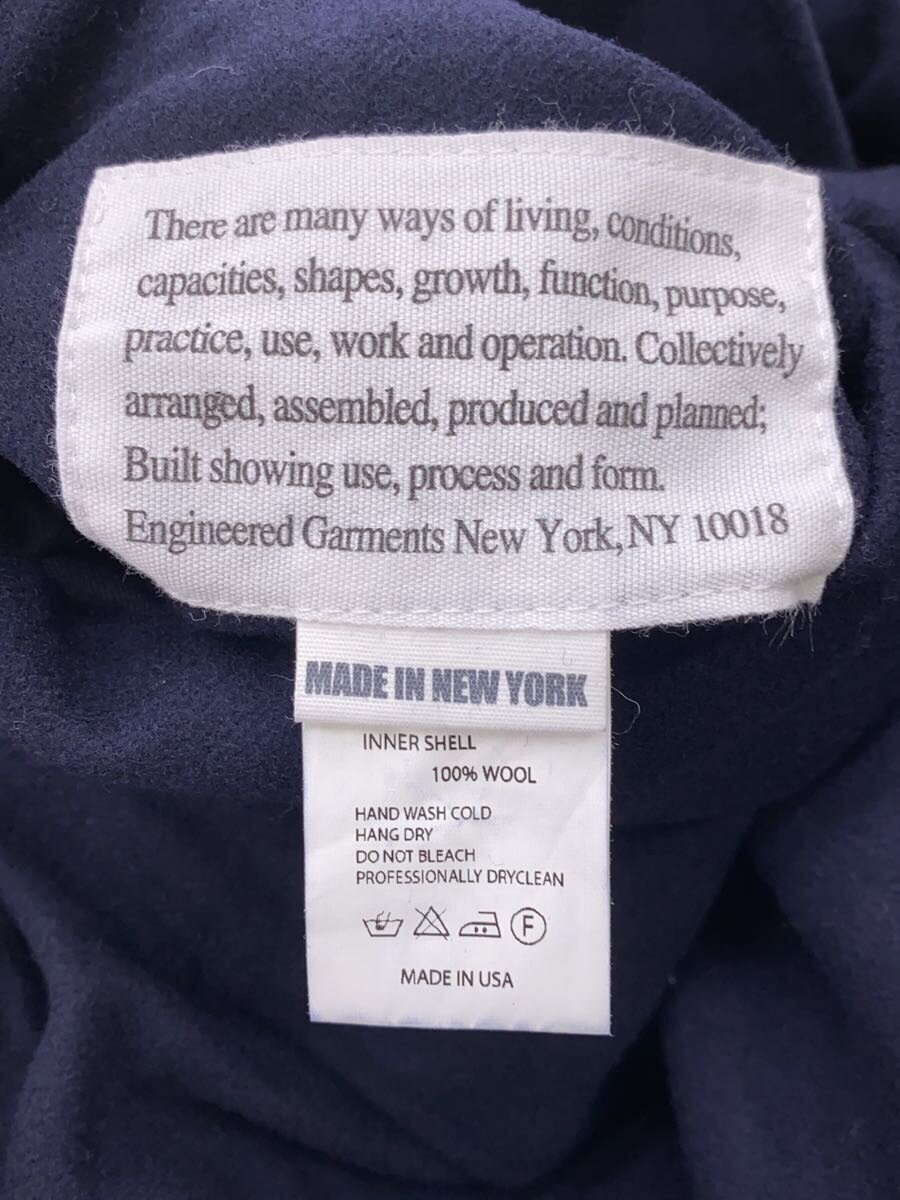 There are many ways of living, conditions,
capacities, shapes, growth, function, purpose,
practice, use, work and operation. Collectively
arranged, assembled, produced and planned;
Built showing use, process and form.
Engineered Garments New York, NY 10018
MADE IN NEW YORK
INNER SHELL
100% WOOL
HAND WASH COLD
HANG DRY
DO NOT BLEACH
PROFESSIONALLY DRYCLEAN
F
MADE IN USA